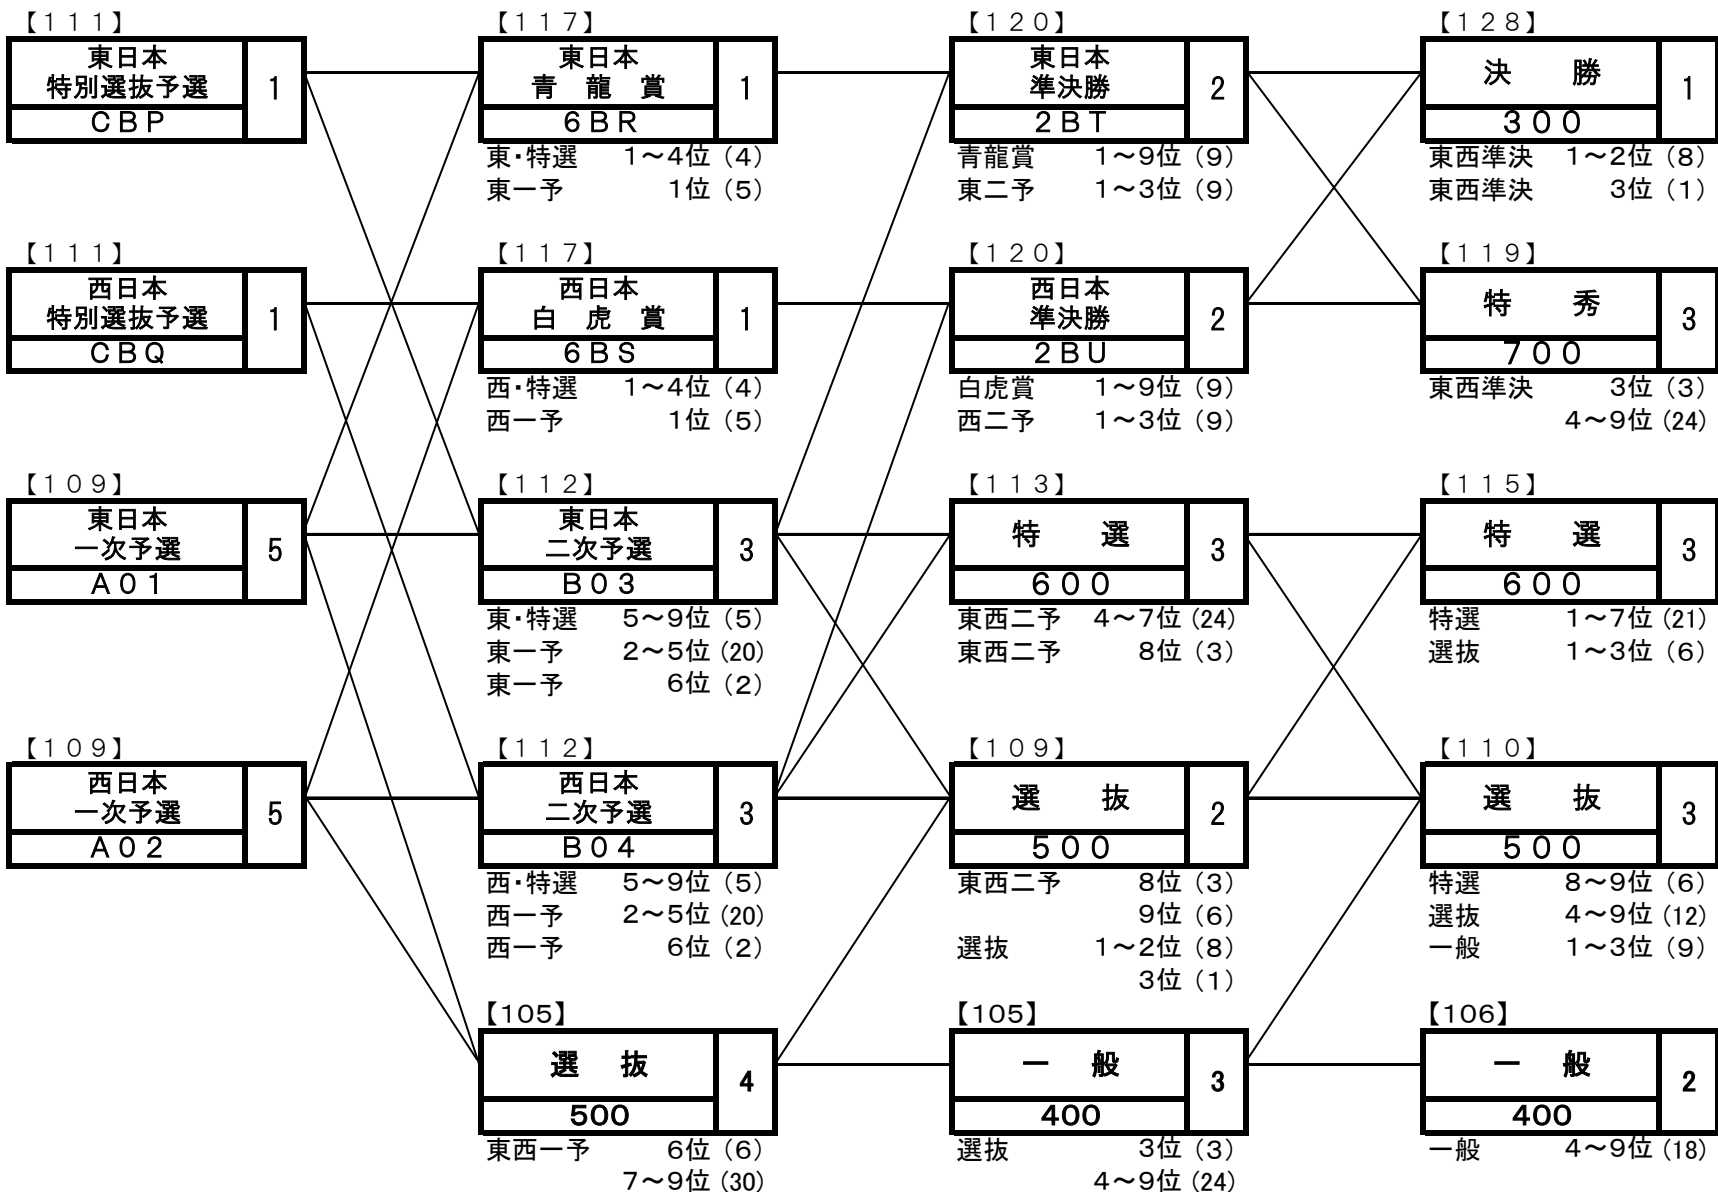 【１１１】
東日本
特別選抜予選
１
ＣＢＰ
【１１１】
西日本
特別選抜予選
１
ＣＢＱ
【１０９】
東日本
一次予選
５
Ａ０１
【１０９】
西日本
一次予選
５
Ａ０２
【１１７】
東日本
青　龍　賞
１
６ＢＲ
東・特選　１～４位（4）
東一予　１位（5）
【１１７】
西日本
白　虎　賞
１
６ＢＳ
西・特選　１～４位（4）
西一予　１位（5）
【１１２】
東日本
二次予選
３
Ｂ０３
東・特選　５～９位（5）
東一予　２～５位（20）
東一予　６位（2）
【１１２】
西日本
二次予選
３
Ｂ０４
西・特選　５～９位（5）
西一予　２～５位（20）
西一予　６位（2）
【105】
選　抜
4
500
東西一予　６位（6）
７～９位（30）
【１２０】
東日本
準決勝
２
２ＢＴ
青龍賞　１～９位（9）
東二予　１～３位（9）
【１２０】
西日本
準決勝
２
２ＢＵ
白虎賞　１～９位（9）
西二予　１～３位（9）
【１１３】
特　選
３
６００
東西二予　４～７位（24）
東西二予　８位（3）
【１０９】
選　抜
２
５００
東西二予　８位（3）
９位（6）
選抜　１～２位（8）
３位（1）
【105】
一　般
3
400
選抜　３位（3）
４～９位（24）
【１２８】
決　勝
１
３００
東西準決　１～２位（8）
東西準決　３位（1）
【１１９】
特　秀
３
７００
東西準決　３位（3）
４～９位（24）
【１１５】
特　選
３
６００
特選　１～７位（21）
選抜　１～３位（6）
【１１０】
選　抜
３
５００
特選　８～９位（6）
選抜　４～９位（12）
一般　１～３位（9）
【106】
一　般
2
400
一般　４～９位（18）